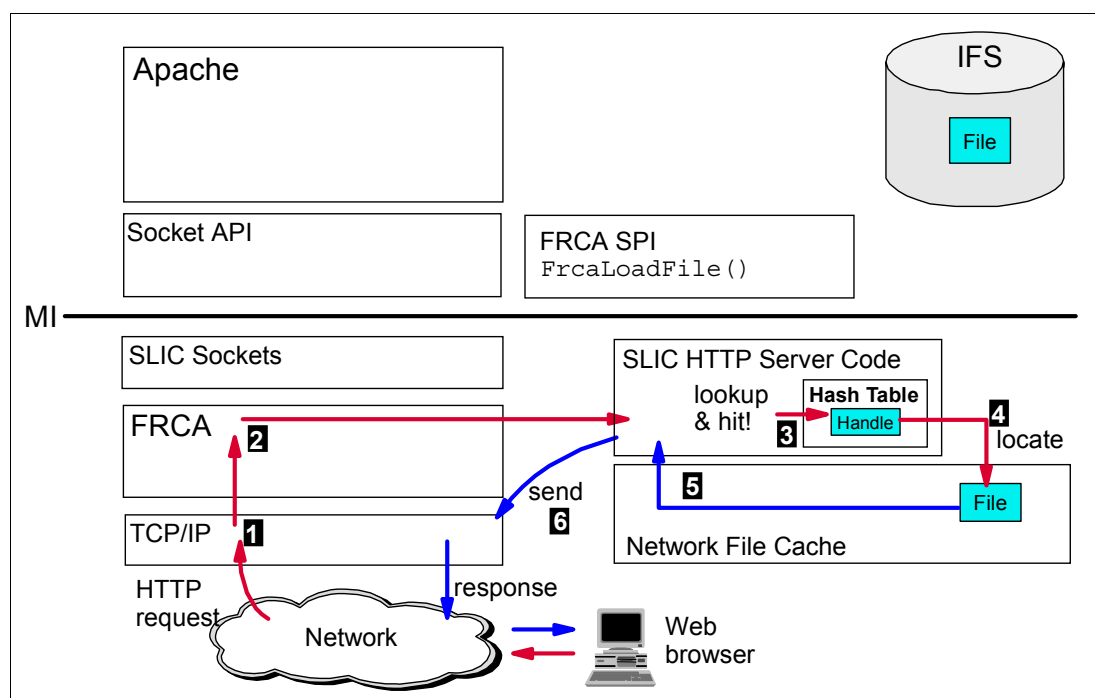 Apache
IFS
File
Socket API
FRCA SPI
FrcaLoadFile()
MI
SLIC Sockets
SLIC HTTP Server Code
lookup
& hit!
Hash Table
Handle
3
4
locate
FRCA
2
send
6
5
File
TCP/IP
1
Network File Cache
HTTP
request
response
Network
Web
browser